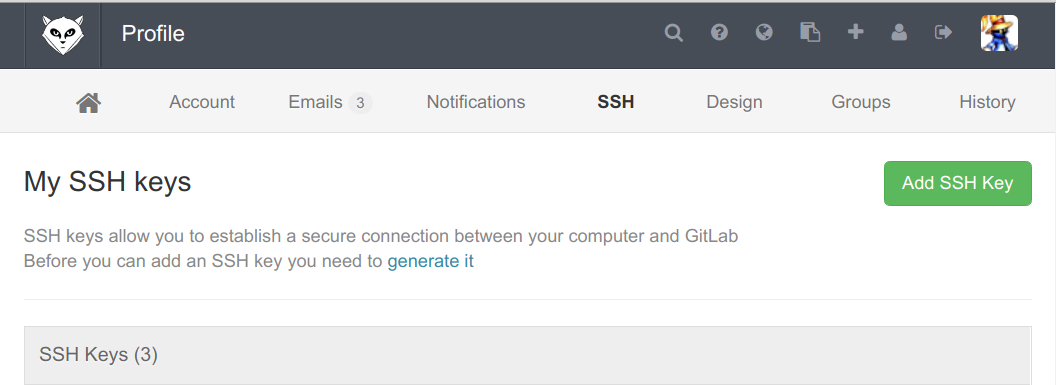 Profile
Account Emails 3 Notifications SSH Design Groups History
My SSH keys
Add SSH Key
SSH keys allow you to establish a secure connection between your computer and GitLab
Before you can add an SSH key you need to generate it
SSH Keys (3)